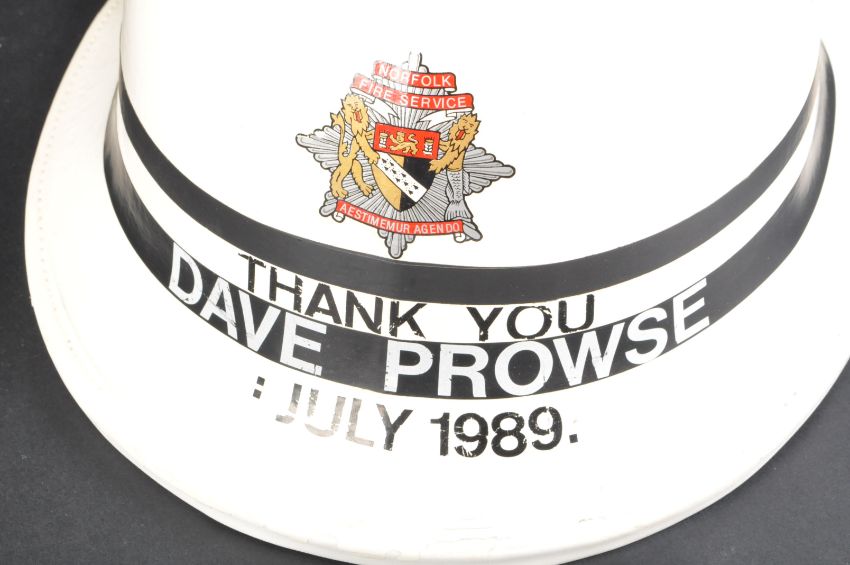 NORFOLK
FIRE SERVICE
AESTIMEMUR AGENDO
THANK YOU
DAVE PROWSE
: JULY 1989.